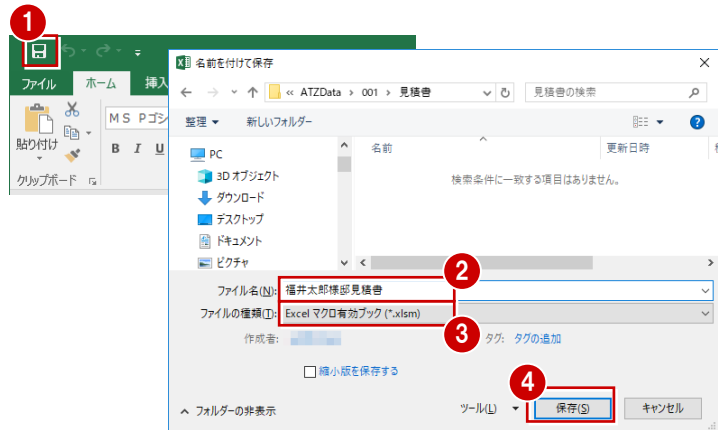 1
ファイル ホーム 挿入
貼り付け
MS Pゴシ
B I U
クリップボード
名前を付けて保存
« ATZData › 001 › 見積書
見積書の検索
整理 新しいフォルダー
PC
3D オブジェクト
ダウンロード
デスクトップ
ドキュメント
ピクチャ
名前 更新日時
検索条件に一致する項目はありません。
2
ファイル名(N): 福井太郎様邸見積書
ファイルの種類(T): Excel マクロ有効ブック (*.xlsm)
3
作成者: タグ: タグの追加
縮小版を保存する
4
フォルダーの非表示
ツール(L) 保存(S) キャンセル